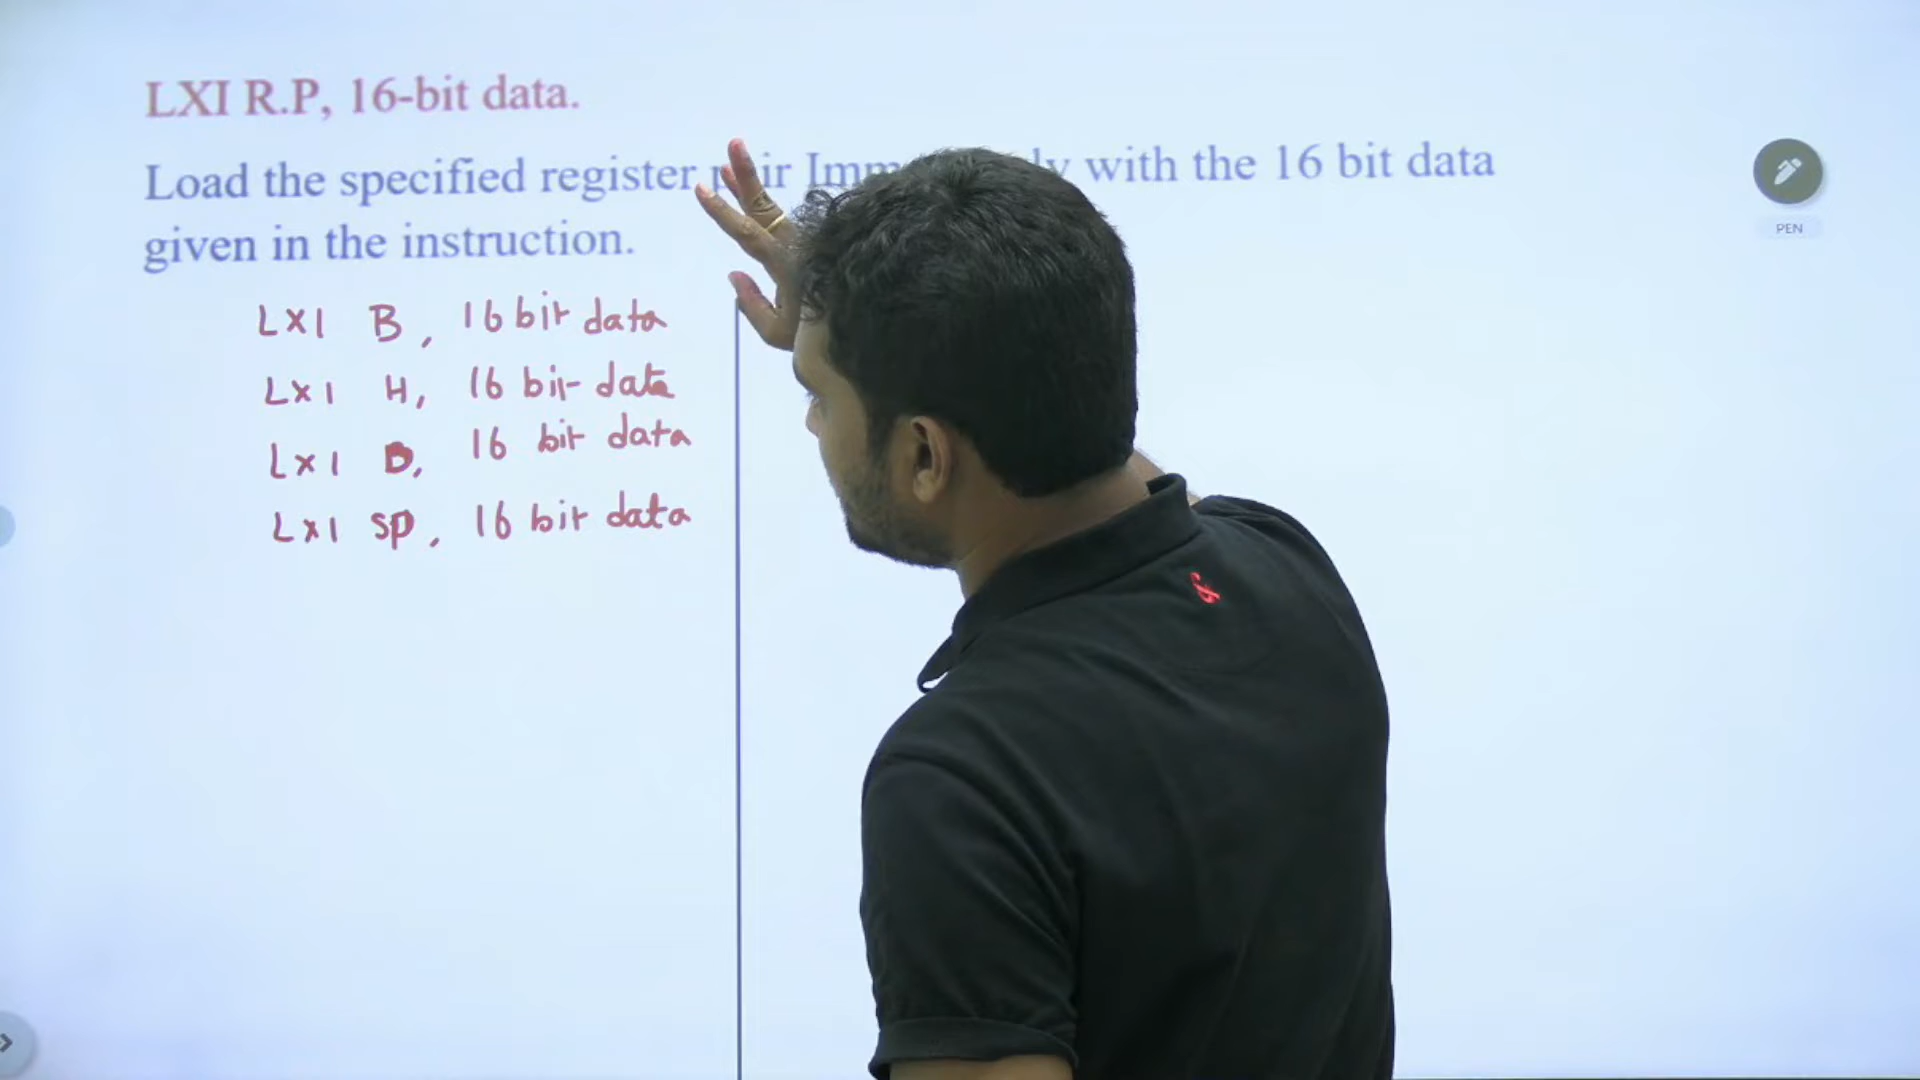 LXI R.P, 16-bit data.
Load the specified register with the 16 bit data
given in the instruction.
LXI B, 16 bit data
LXI H, 16 bit data
LXI D, 16 bit data
LXI SP, 16 bit data
PEN